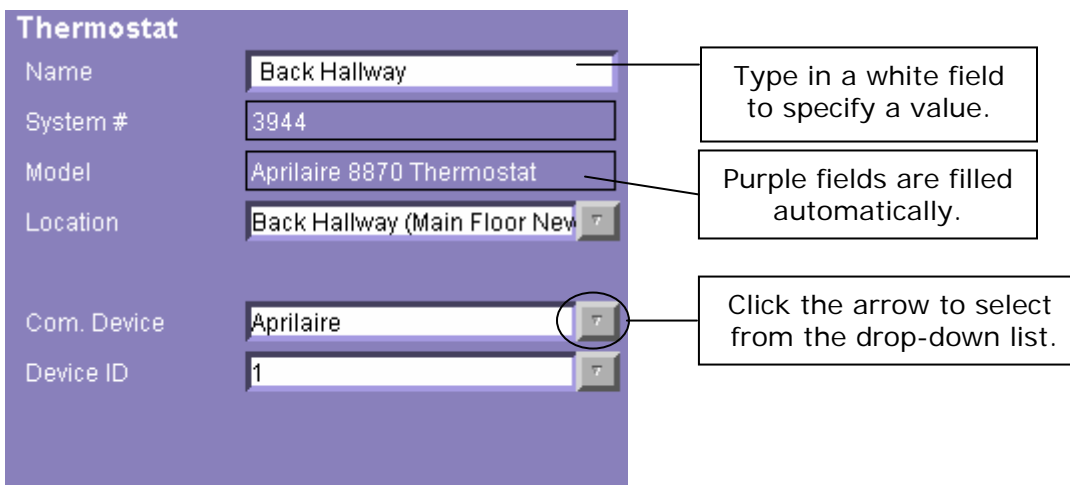 Thermostat
Name
Back Hallway
Type in a white field
to specify a value.
System #
3944
Model
Aprilaire 8870 Thermostat
Purple fields are filled
automatically.
Location
Back Hallway (Main Floor New
Com. Device
Aprilaire
Click the arrow to select
from the drop-down list.
Device ID
1